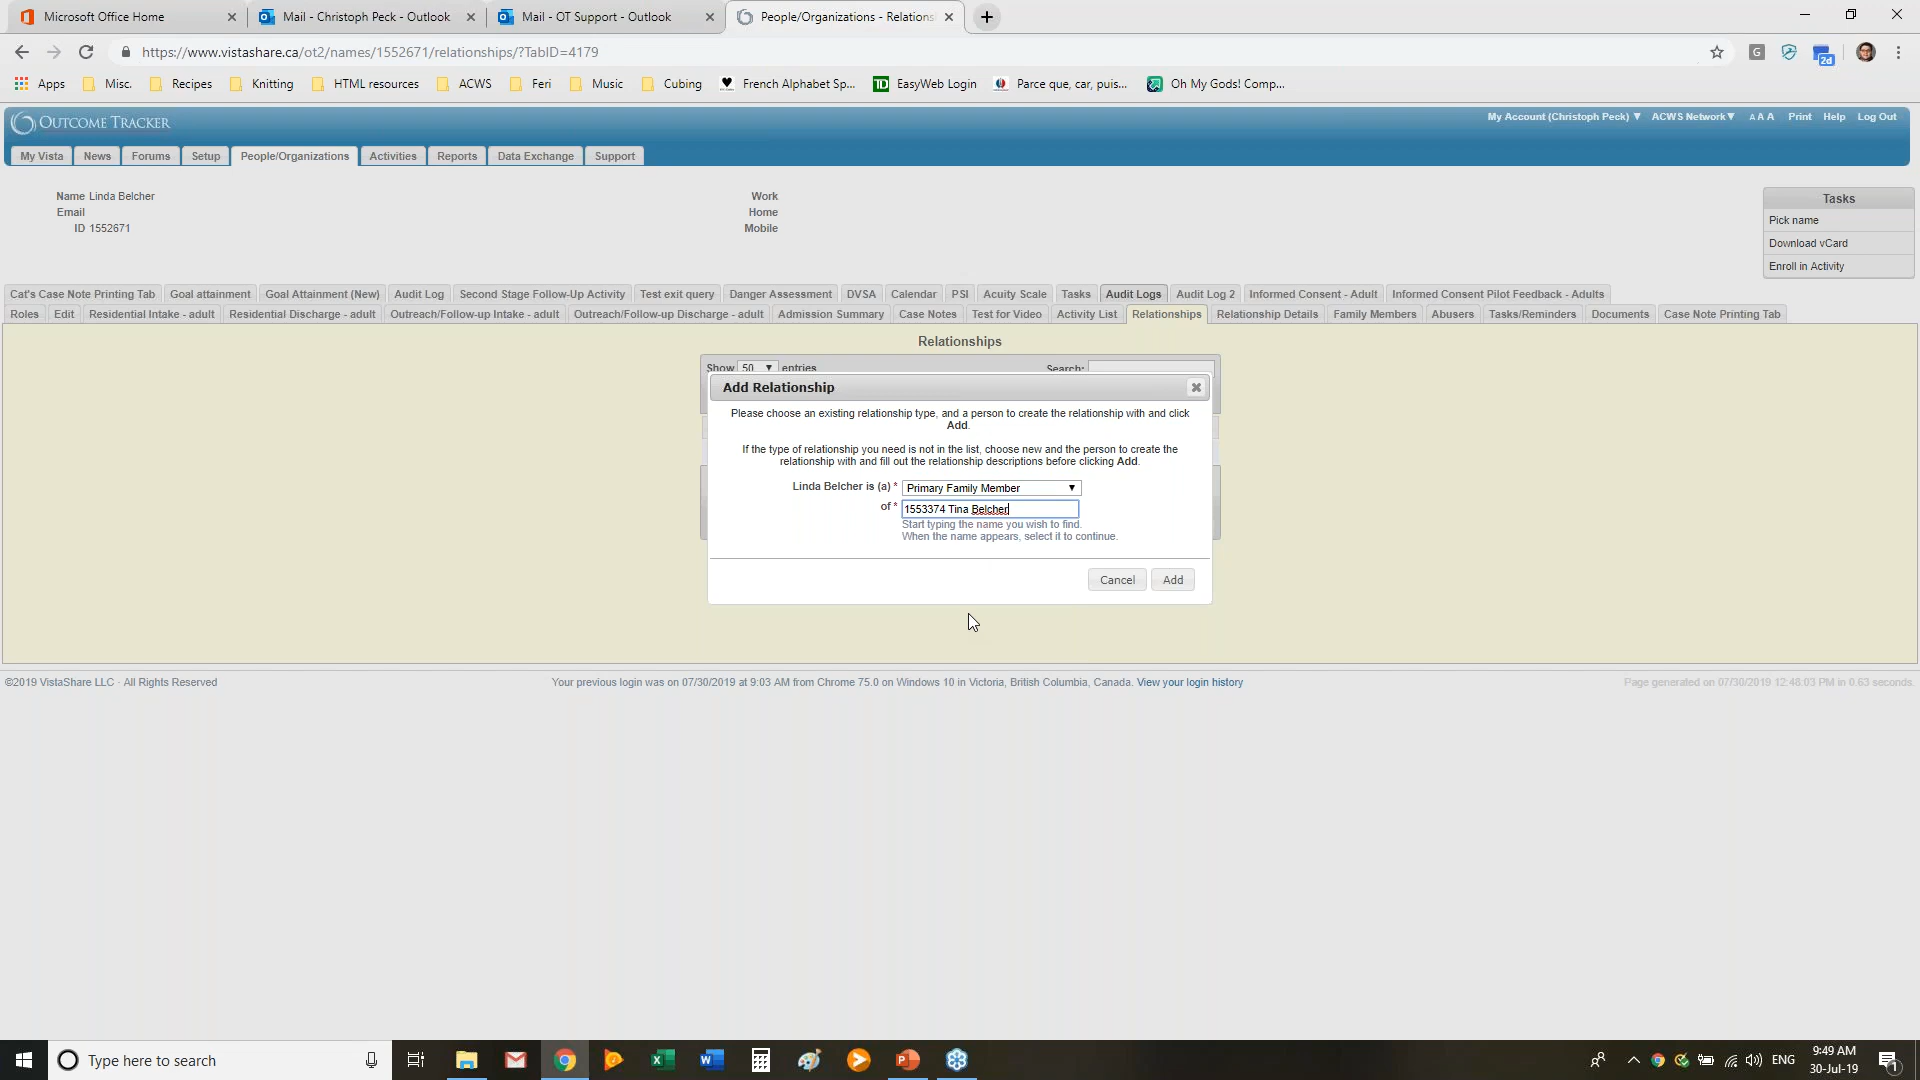 Microsoft Office Home
Mail - Christoph Peck - Outlook
Mail - OT Support - Outlook
People/Organizations - Relations
https://www.vistashare.ca/ot2/names/1552671/relationships/?TabID=4179
G
2d
Apps Misc. Recipes Knitting HTML resources ACWS Feri Music Cubing French Alphabet Sp... TD EasyWeb Login Parce que, car, puis... Oh My Gods! Comp...
OUTCOME TRACKER
My Account (Christoph Peck) ▼ ACWS Network▼ A A A Print Help Log Out
My Vista News Forums Setup People/Organizations Activities Reports Data Exchange Support
Name Linda Belcher
Email
ID 1552671
Work
Home
Mobile
Tasks
Pick name
Download vCard
Enroll in Activity
Cat's Case Note Printing Tab Goal attainment Goal Attainment (New) Audit Log Second Stage Follow-Up Activity Test exit query Danger Assessment DVSA Calendar PSI Acuity Scale Tasks Audit Logs Audit Log 2 Informed Consent - Adult Informed Consent Pilot Feedback - Adults
Roles Edit Residential Intake - adult Residential Discharge - adult Outreach/Follow-up Intake - adult Outreach/Follow-up Discharge - adult Admission Summary Case Notes Test for Video Activity List Relationships Relationship Details Family Members Abusers Tasks/Reminders Documents Case Note Printing Tab
Relationships
Show 50 entries Search:
Add Relationship
Please choose an existing relationship type, and a person to create the relationship with and click
Add.
If the type of relationship you need is not in the list, choose new and the person to create the
relationship with and fill out the relationship descriptions before clicking Add.
Linda Belcher is (a) * Primary Family Member
of * 1553374 Tina Belcher
Start typing the name you wish to find.
When the name appears, select it to continue.
Cancel Add
©2019 VistaShare LLC · All Rights Reserved
Your previous login was on 07/30/2019 at 9:03 AM from Chrome 75.0 on Windows 10 in Victoria, British Columbia, Canada. View your login history
Page generated on 07/30/2019 12:48:03 PM in 0.63 seconds.
Type here to search
ENG
9:49 AM
30-Jul-19
1